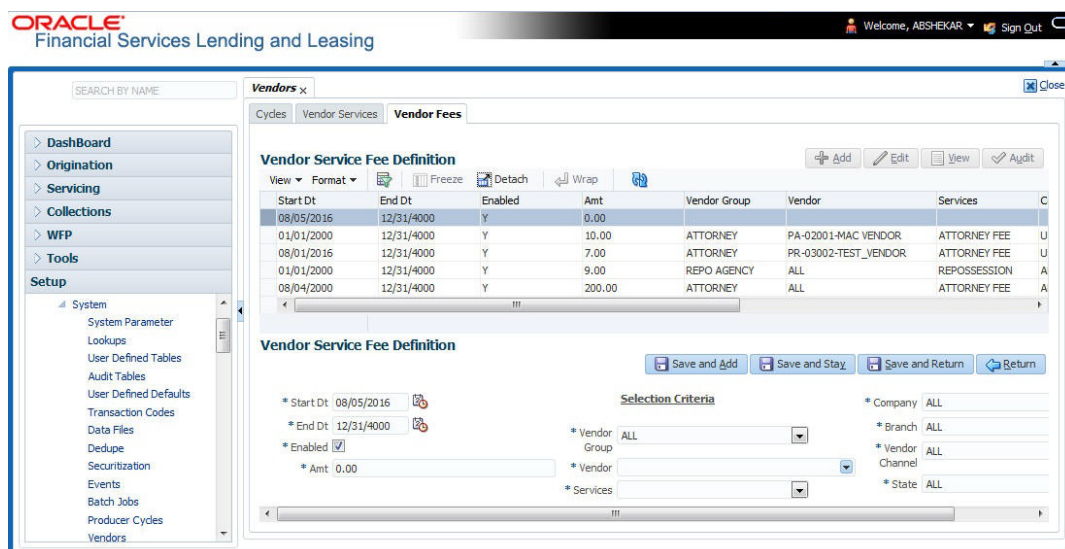 ORACLE
Financial Services Lending and Leasing
Welcome, ABSHEKAR
Sign Out
SEARCH BY NAME
DashBoard
Origination
Servicing
Collections
WFP
Tools
Setup
System
System Parameter
Lookups
User Defined Tables
Audit Tables
User Defined Defaults
Transaction Codes
Data Files
Dedupe
Securitization
Events
Batch Jobs
Producer Cycles
Vendors
Vendors x
Close
Cycles Vendor Services Vendor Fees
Vendor Service Fee Definition
Add Edit View Audit
View Format Freeze Detach Wrap
Start Dt End Dt Enabled Amt Vendor Group Vendor Services C
08/05/2016 12/31/4000 Y 0.00
01/01/2000 12/31/4000 Y 10.00 ATTORNEY PA-02001-MAC VENDOR ATTORNEY FEE U
08/01/2016 12/31/4000 Y 7.00 ATTORNEY PR-03002-TEST_VENDOR ATTORNEY FEE U
01/01/2000 12/31/4000 Y 9.00 REPO AGENCY ALL REPOSSESSION A
08/04/2000 12/31/4000 Y 200.00 ATTORNEY ALL ATTORNEY FEE A
Vendor Service Fee Definition
Save and Add Save and Stay Save and Return Return
* Start Dt 08/05/2016
* End Dt 12/31/4000
* Enabled
* Amt 0.00
Selection Criteria
* Vendor Group ALL
* Vendor
* Services
* Company ALL
* Branch ALL
* Vendor Channel ALL
* State ALL